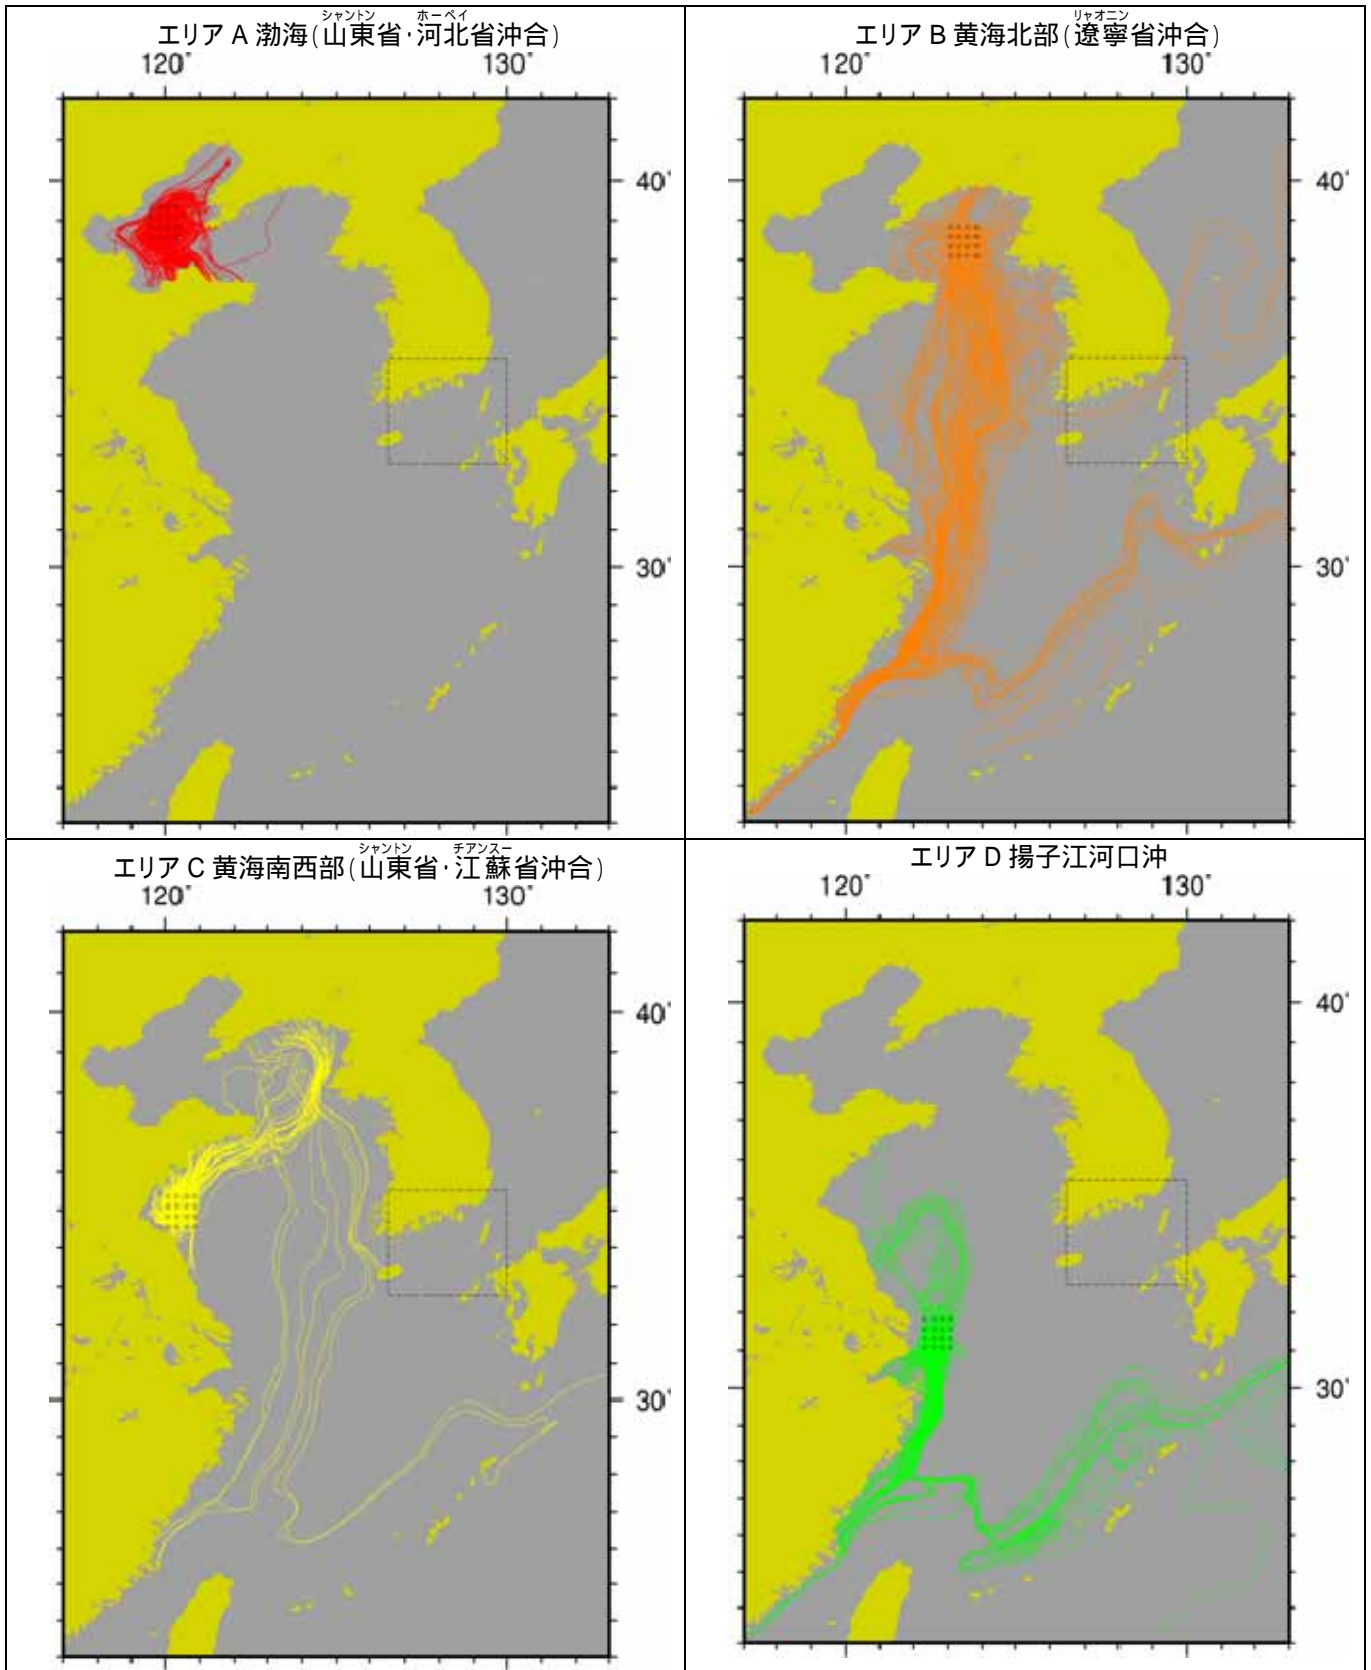 シャントン ホーペイ
エリア A 渤海(山東省・河北省沖合)
120° 130°
40°
30°
リャオニン
エリア B 黄海北部(遼寧省沖合)
120° 130°
40°
30°
シャントン チアンスー
エリア C 黄海南西部(山東省・江蘇省沖合)
120° 130°
40°
30°
エリア D 揚子江河口沖
120° 130°
40°
30°